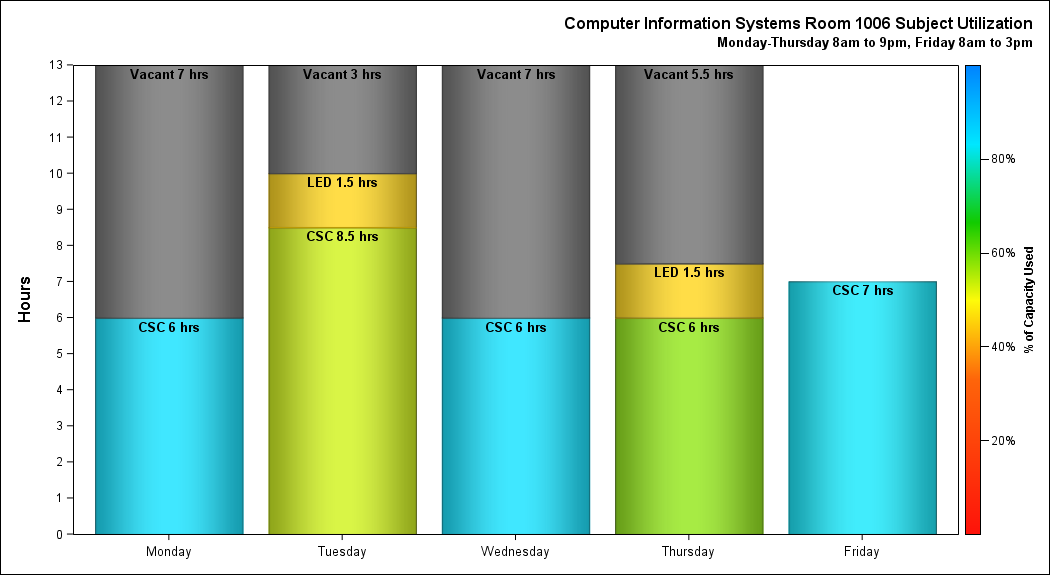 Computer Information Systems Room 1006 Subject Utilization
Monday-Thursday 8am to 9pm, Friday 8am to 3pm
Hours
13
12
11
10
9
8
7
6
5
4
3
2
1
0
Vacant 7 hrs
CSC 6 hrs
Vacant 3 hrs
LED 1.5 hrs
CSC 8.5 hrs
Vacant 7 hrs
CSC 6 hrs
Vacant 5.5 hrs
LED 1.5 hrs
CSC 6 hrs
CSC 7 hrs
Monday
Tuesday
Wednesday
Thursday
Friday
80%
60%
40%
20%
% of Capacity Used